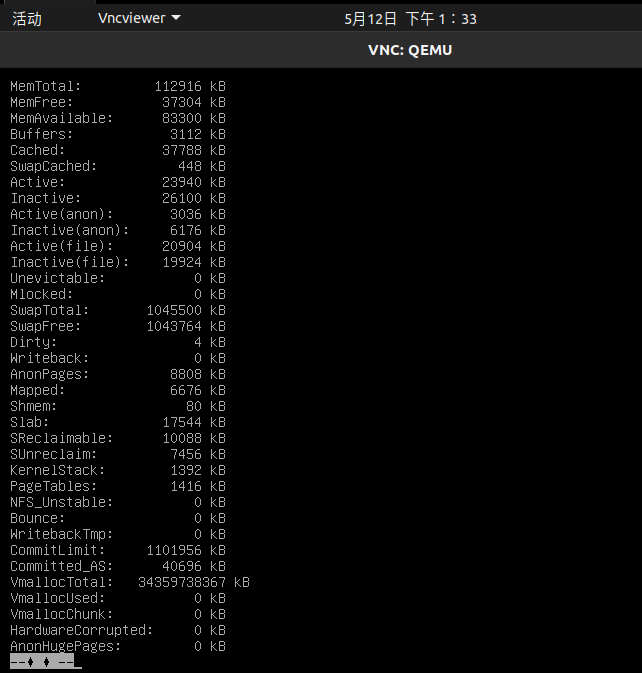 活动 Vncviewer 5月12日 下午 1：33
VNC: QEMU
MemTotal: 112916 kB
MemFree: 37304 kB
MemAvailable: 83300 kB
Buffers: 3112 kB
Cached: 37788 kB
SwapCached: 448 kB
Active: 23940 kB
Inactive: 26100 kB
Active(anon): 3036 kB
Inactive(anon): 6176 kB
Active(file): 20904 kB
Inactive(file): 19924 kB
Unevictable: 0 kB
Mlocked: 0 kB
SwapTotal: 1045500 kB
SwapFree: 1043764 kB
Dirty: 4 kB
Writeback: 0 kB
AnonPages: 8808 kB
Mapped: 6676 kB
Shmem: 80 kB
Slab: 17544 kB
SReclaimable: 10088 kB
SUnreclaim: 7456 kB
KernelStack: 1392 kB
PageTables: 1416 kB
NFS_Unstable: 0 kB
Bounce: 0 kB
WritebackTmp: 0 kB
CommitLimit: 1101956 kB
Committed_AS: 40696 kB
VmallocTotal: 34359738367 kB
VmallocUsed: 0 kB
VmallocChunk: 0 kB
HardwareCorrupted: 0 kB
AnonHugePages: 0 kB
--♦ ♦ --